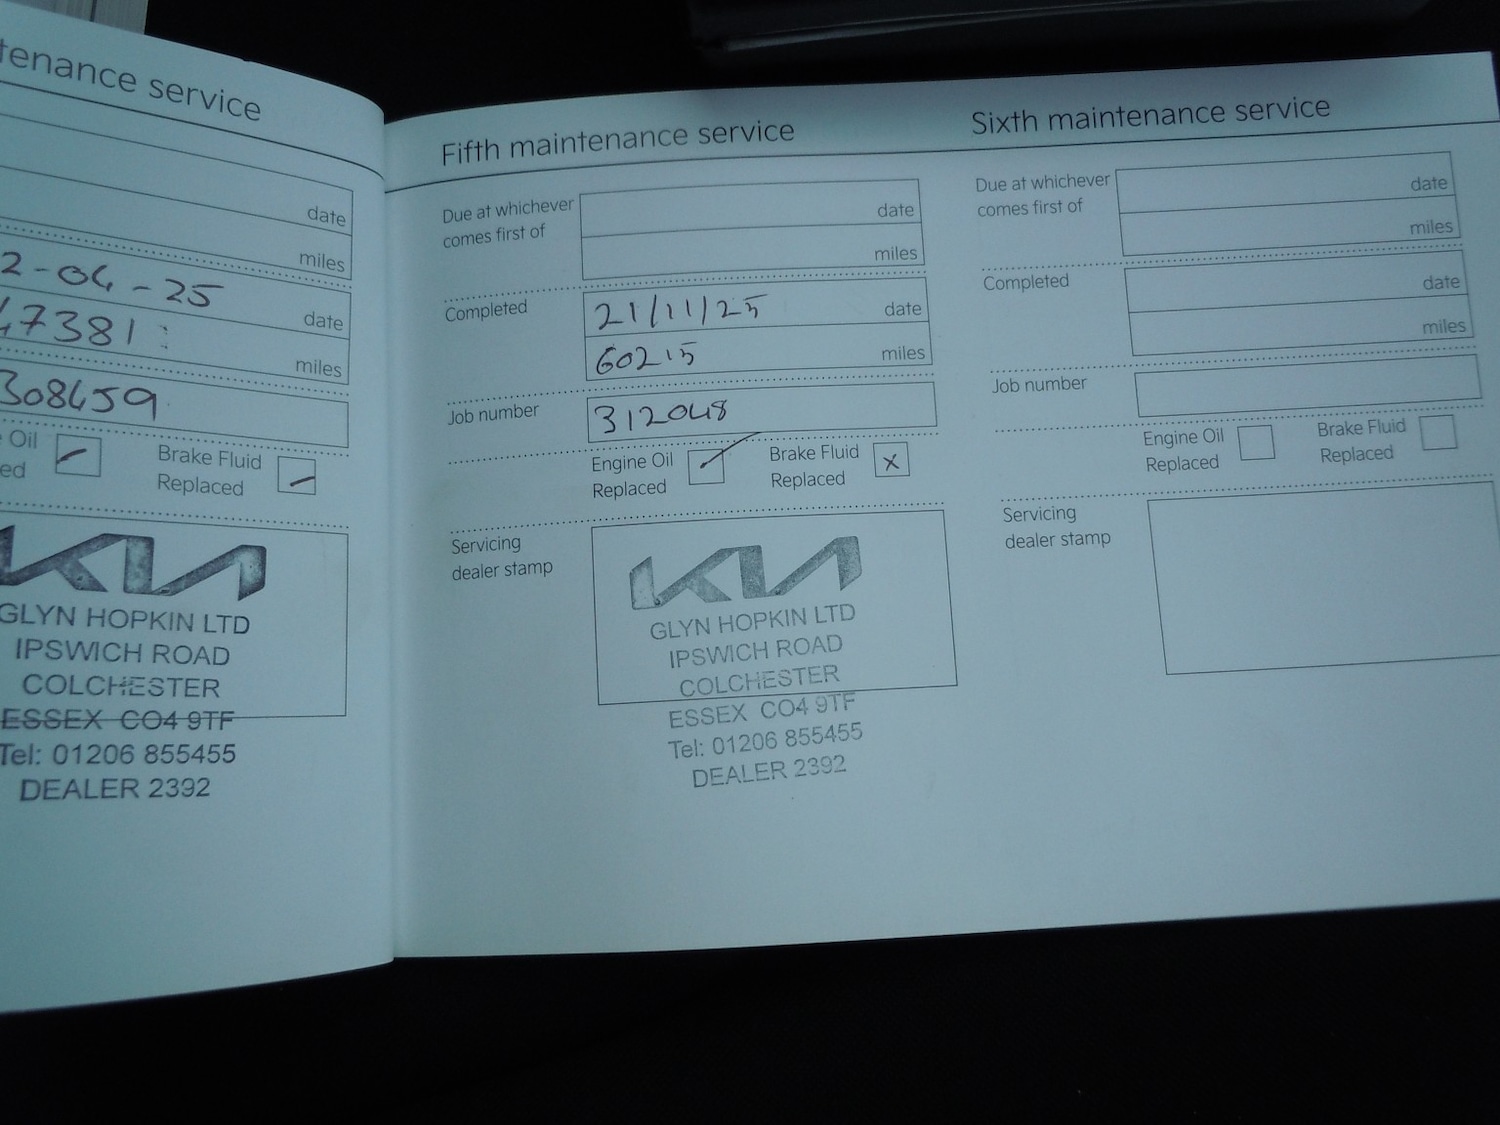 tenance service
date
miles
2-04-25
date
47381
miles
308459
Oil
ed
Brake Fluid
Replaced
KIA
GLYN HOPKIN LTD
IPSWICH ROAD
COLCHESTER
ESSEX CO4 9TF
Tel: 01206 855455
DEALER 2392
Fifth maintenance service
Due at whichever
comes first of
date
miles
Completed
21/11/25
date
60215
miles
Job number
312048
Engine Oil
Replaced
Brake Fluid
Replaced
X
Servicing
dealer stamp
KIA
GLYN HOPKIN LTD
IPSWICH ROAD
COLCHESTER
ESSEX CO4 9TF
Tel: 01206 855455
DEALER 2392
Sixth maintenance service
Due at whichever
comes first of
date
miles
Completed
date
miles
Job number
Engine Oil
Replaced
Brake Fluid
Replaced
Servicing
dealer stamp